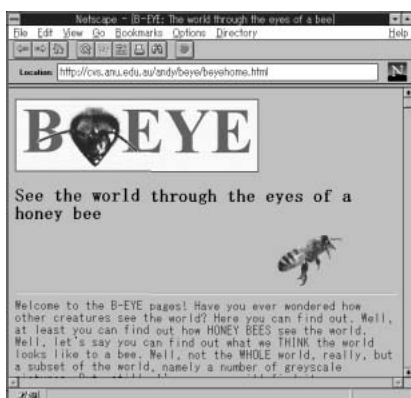 Netscape - [B-EYE: The world through the eyes of a bee]
File Edit View Go Bookmarks Options Directory Help
Location: http://cvs.anu.edu.au/andy/beye/beyehome.html
N
B EYE
See the world through the eyes of a
honey bee
Welcome to the B-EYE pages! Have you ever wondered how
other creatures see the world? Here you can find out. Well,
at least you can find out how HONEY BEES see the world.
Well, let's say you can find out what we THINK the world
looks like to a bee. Well, not the WHOLE world, really, but
a subset of the world, namely a number of greyscale